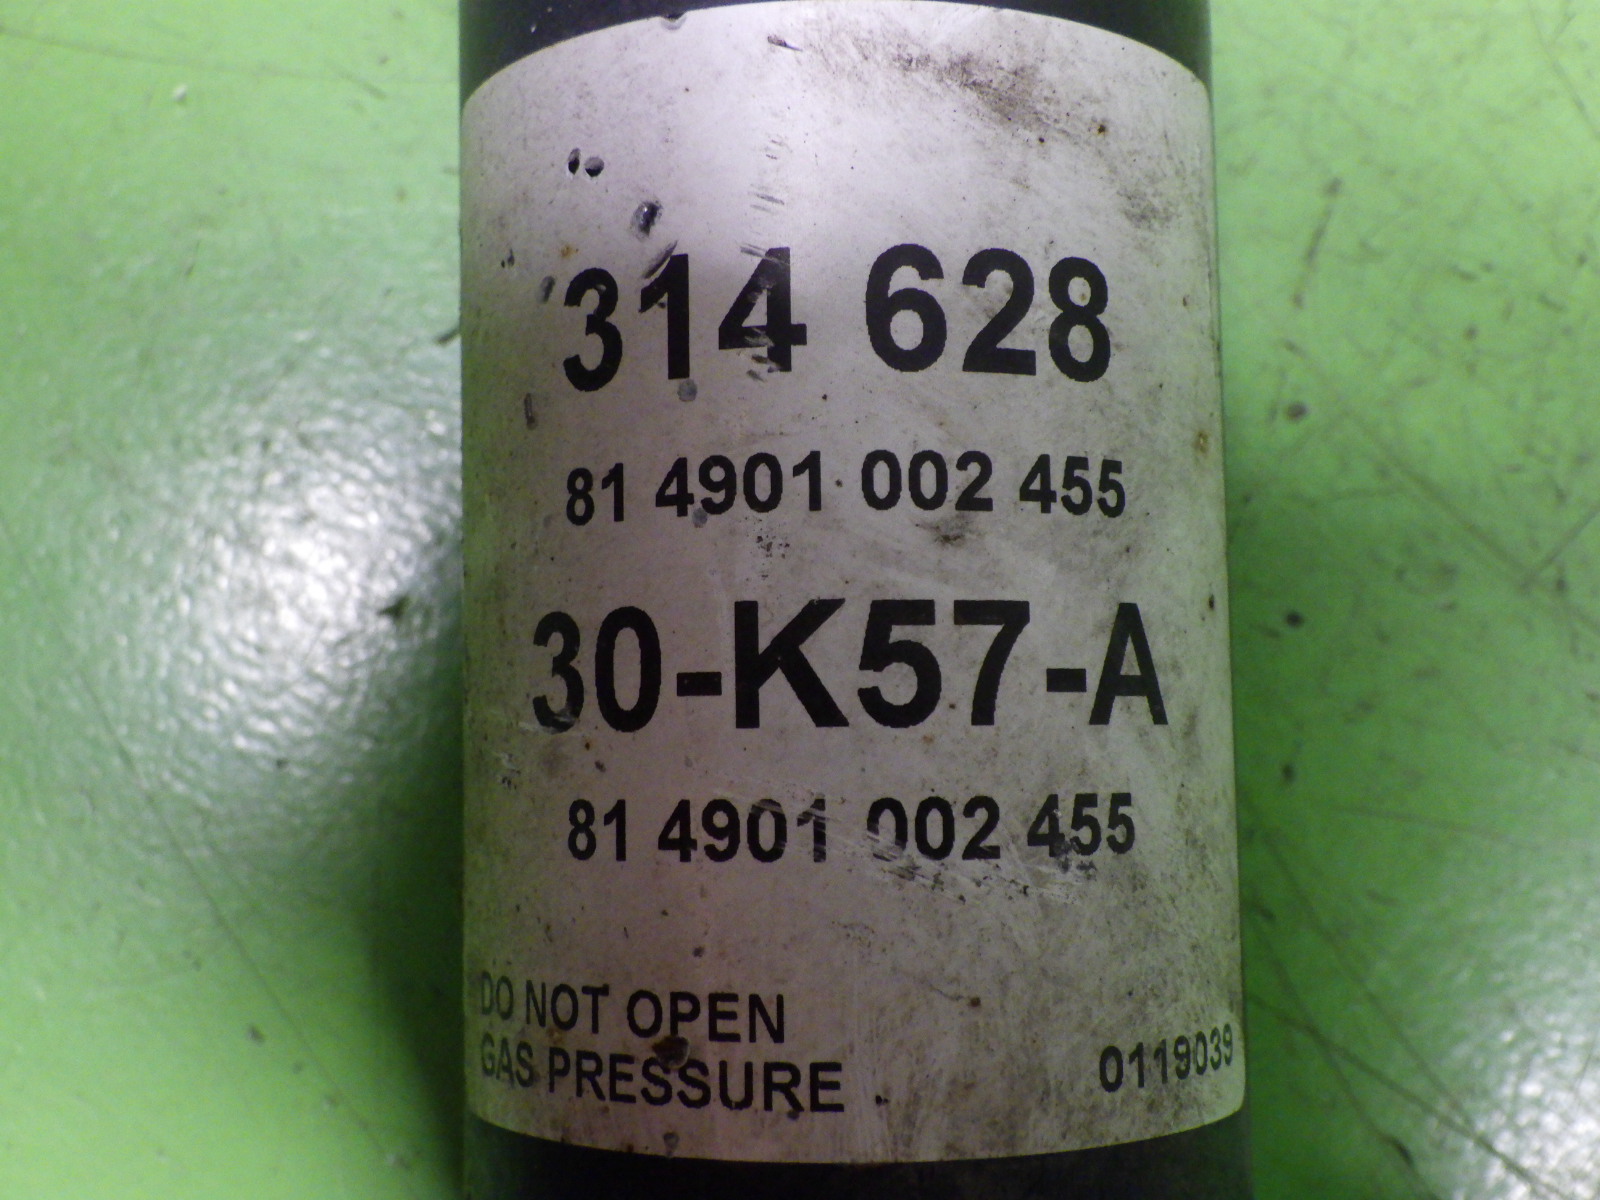 314 628
81 4901 002 455
30-K57-A
81 4901 002 455
DO NOT OPEN
GAS PRESSURE
0119039